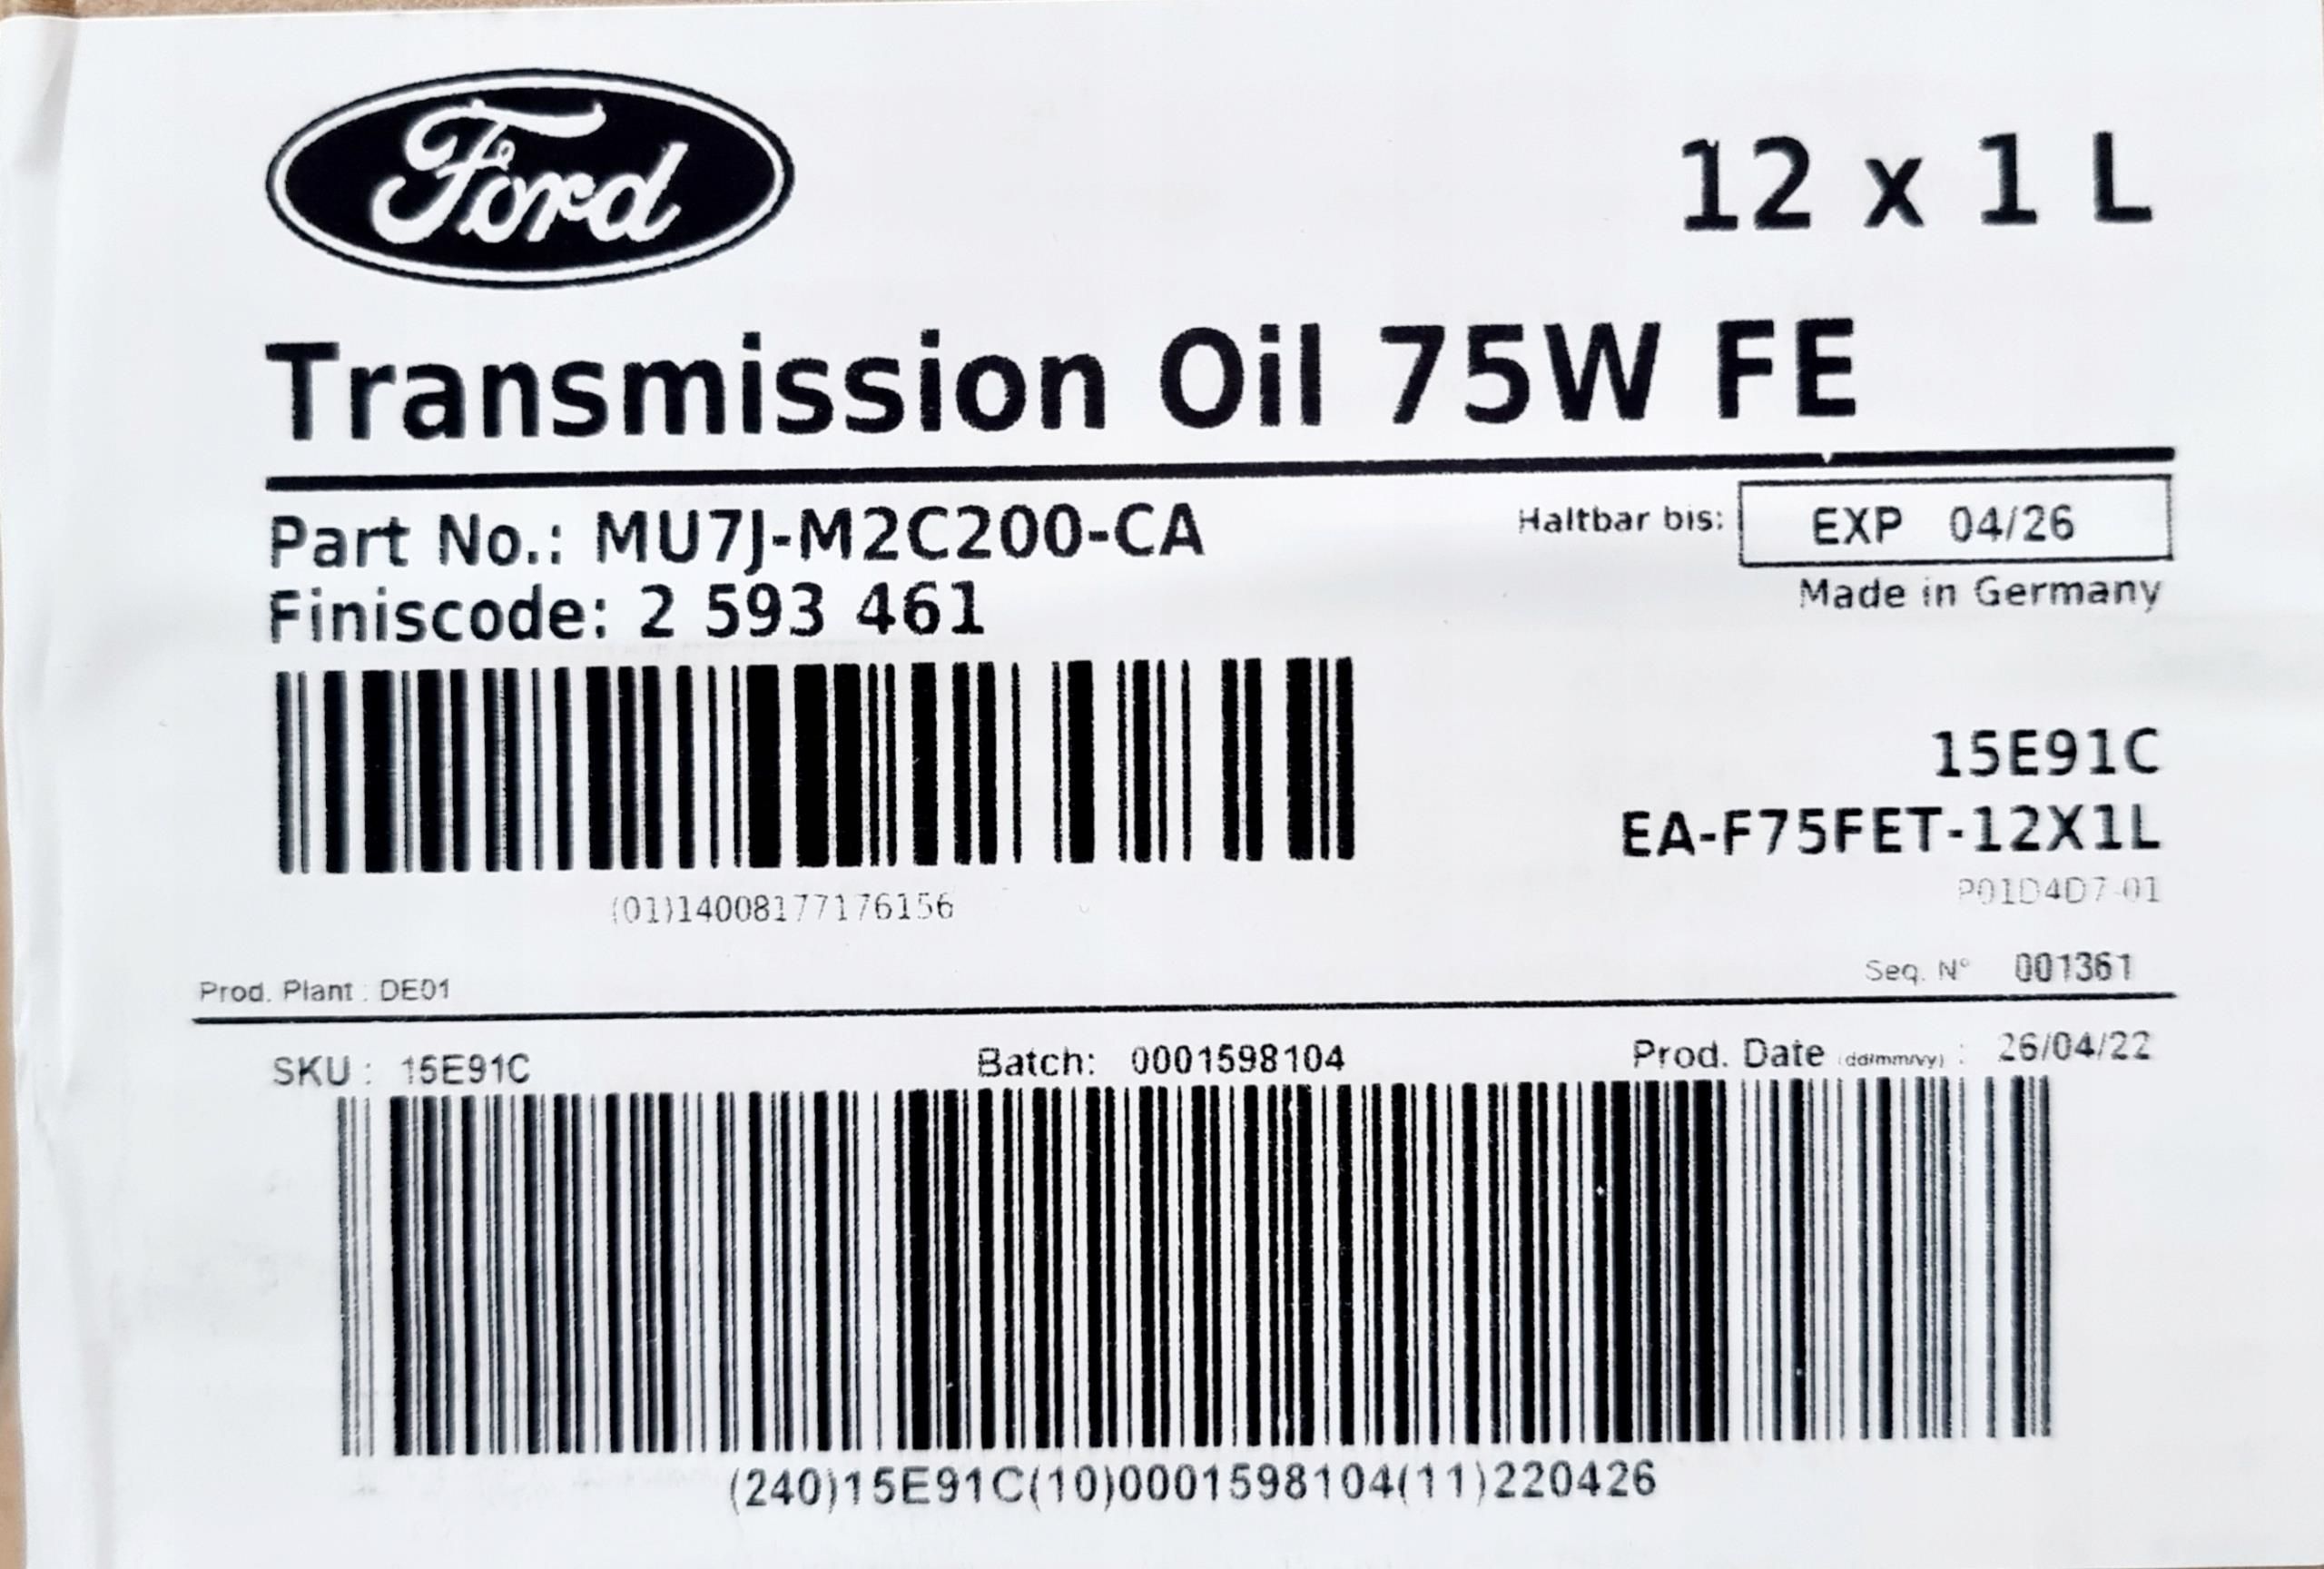 Ford
12 x 1 L
Transmission Oil 75W FE
Part No.: MU7J-M2C200-CA
Haltbar bis: EXP 04/26
Finiscode: 2 593 461
Made in Germany
15E91C
EA-F75FET-12X1L
P01D4D7-01
(01)14008177176156
Seq. N° 001361
Prod. Plant : DE01
SKU : 15E91C
Batch: 0001598104
Prod. Date (dd/mm/yy) : 26/04/22
(240)15E91C(10)0001598104(11)220426